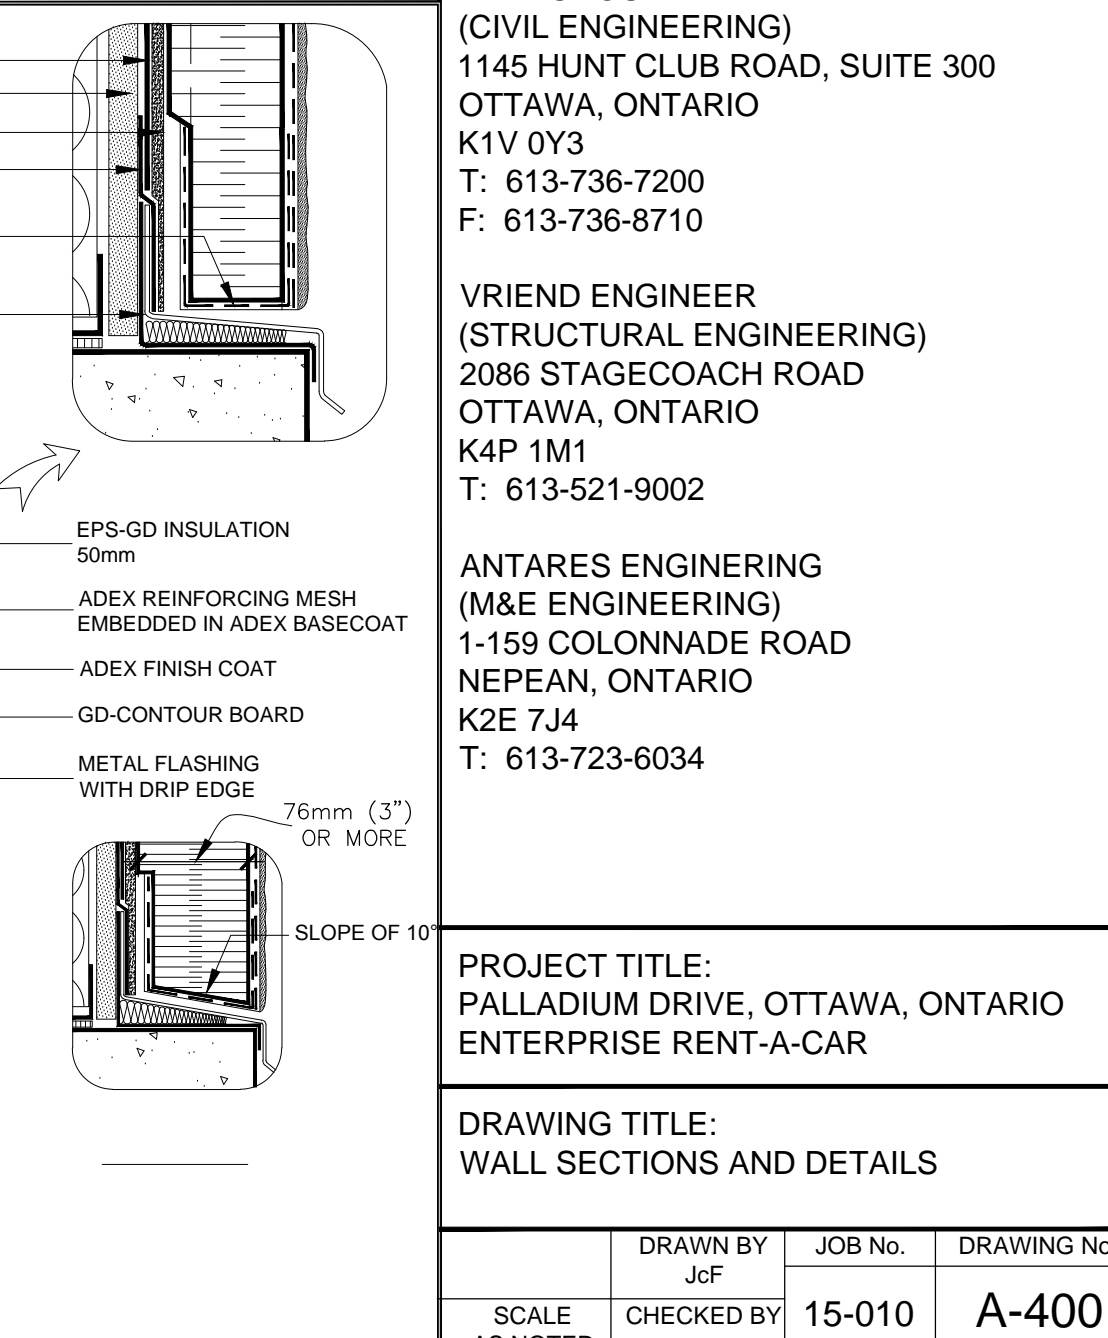 (CIVIL ENGINEERING)
1145 HUNT CLUB ROAD, SUITE 300
OTTAWA, ONTARIO
K1V 0Y3
T: 613-736-7200
F: 613-736-8710
VRIEND ENGINEER
(STRUCTURAL ENGINEERING)
2086 STAGECOACH ROAD
OTTAWA, ONTARIO
K4P 1M1
T: 613-521-9002
ANTARES ENGINERING
(M&E ENGINEERING)
1-159 COLONNADE ROAD
NEPEAN, ONTARIO
K2E 7J4
T: 613-723-6034
EPS-GD INSULATION
50mm
ADEX REINFORCING MESH
EMBEDDED IN ADEX BASECOAT
ADEX FINISH COAT
GD-CONTOUR BOARD
METAL FLASHING
WITH DRIP EDGE
76mm (3")
OR MORE
SLOPE OF 10°
PROJECT TITLE:
PALLADIUM DRIVE, OTTAWA, ONTARIO
ENTERPRISE RENT-A-CAR
DRAWING TITLE:
WALL SECTIONS AND DETAILS
DRAWN BY
JcF
JOB No.
DRAWING No
SCALE
AS NOTED
CHECKED BY
15-010
A-400